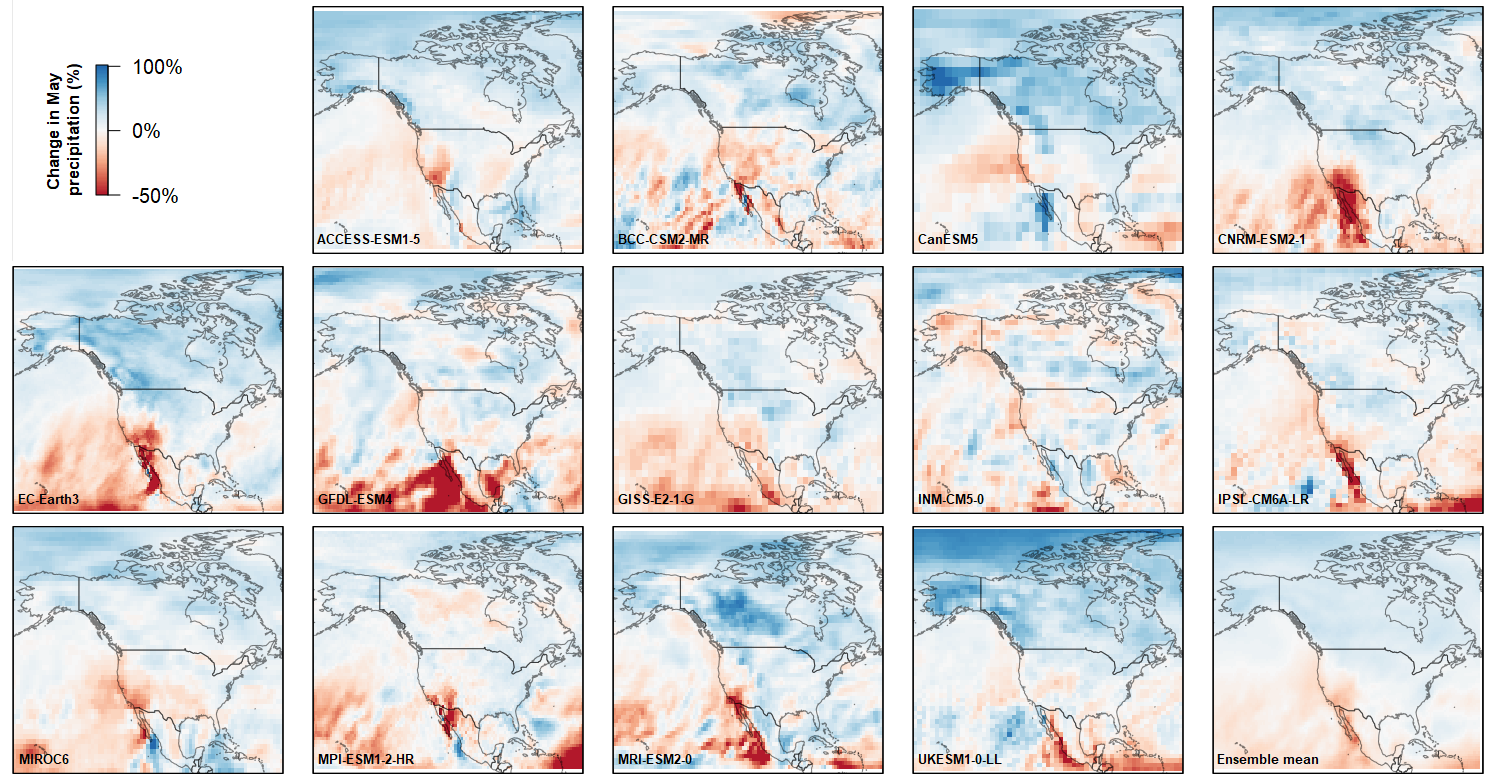 Change in May
precipitation (%)
100%
0%
-50%
ACCESS-ESM1-5
BCC-CSM2-MR
CanESM5
CNRM-ESM2-1
EC-Earth3
GFDL-ESM4
GISS-E2-1-G
INM-CM5-0
IPSL-CM6A-LR
MIROC6
MPI-ESM1-2-HR
MRI-ESM2-0
UKESM1-0-LL
Ensemble mean